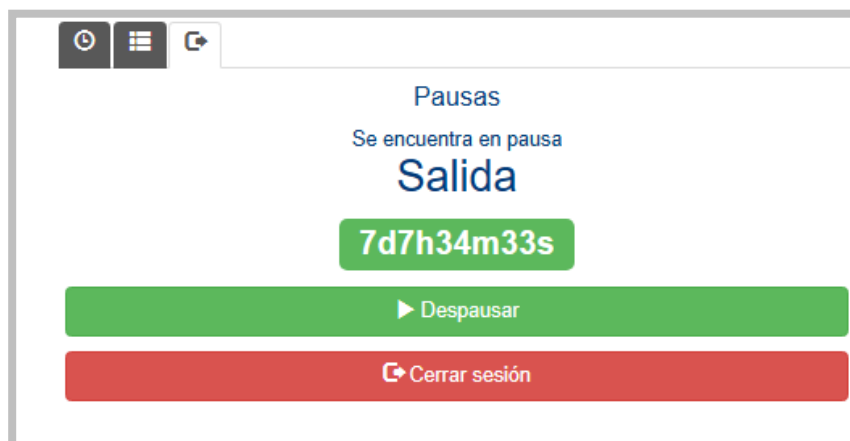 Pausas
Se encuentra en pausa
Salida
7d7h34m33s
Despausar
Cerrar sesión